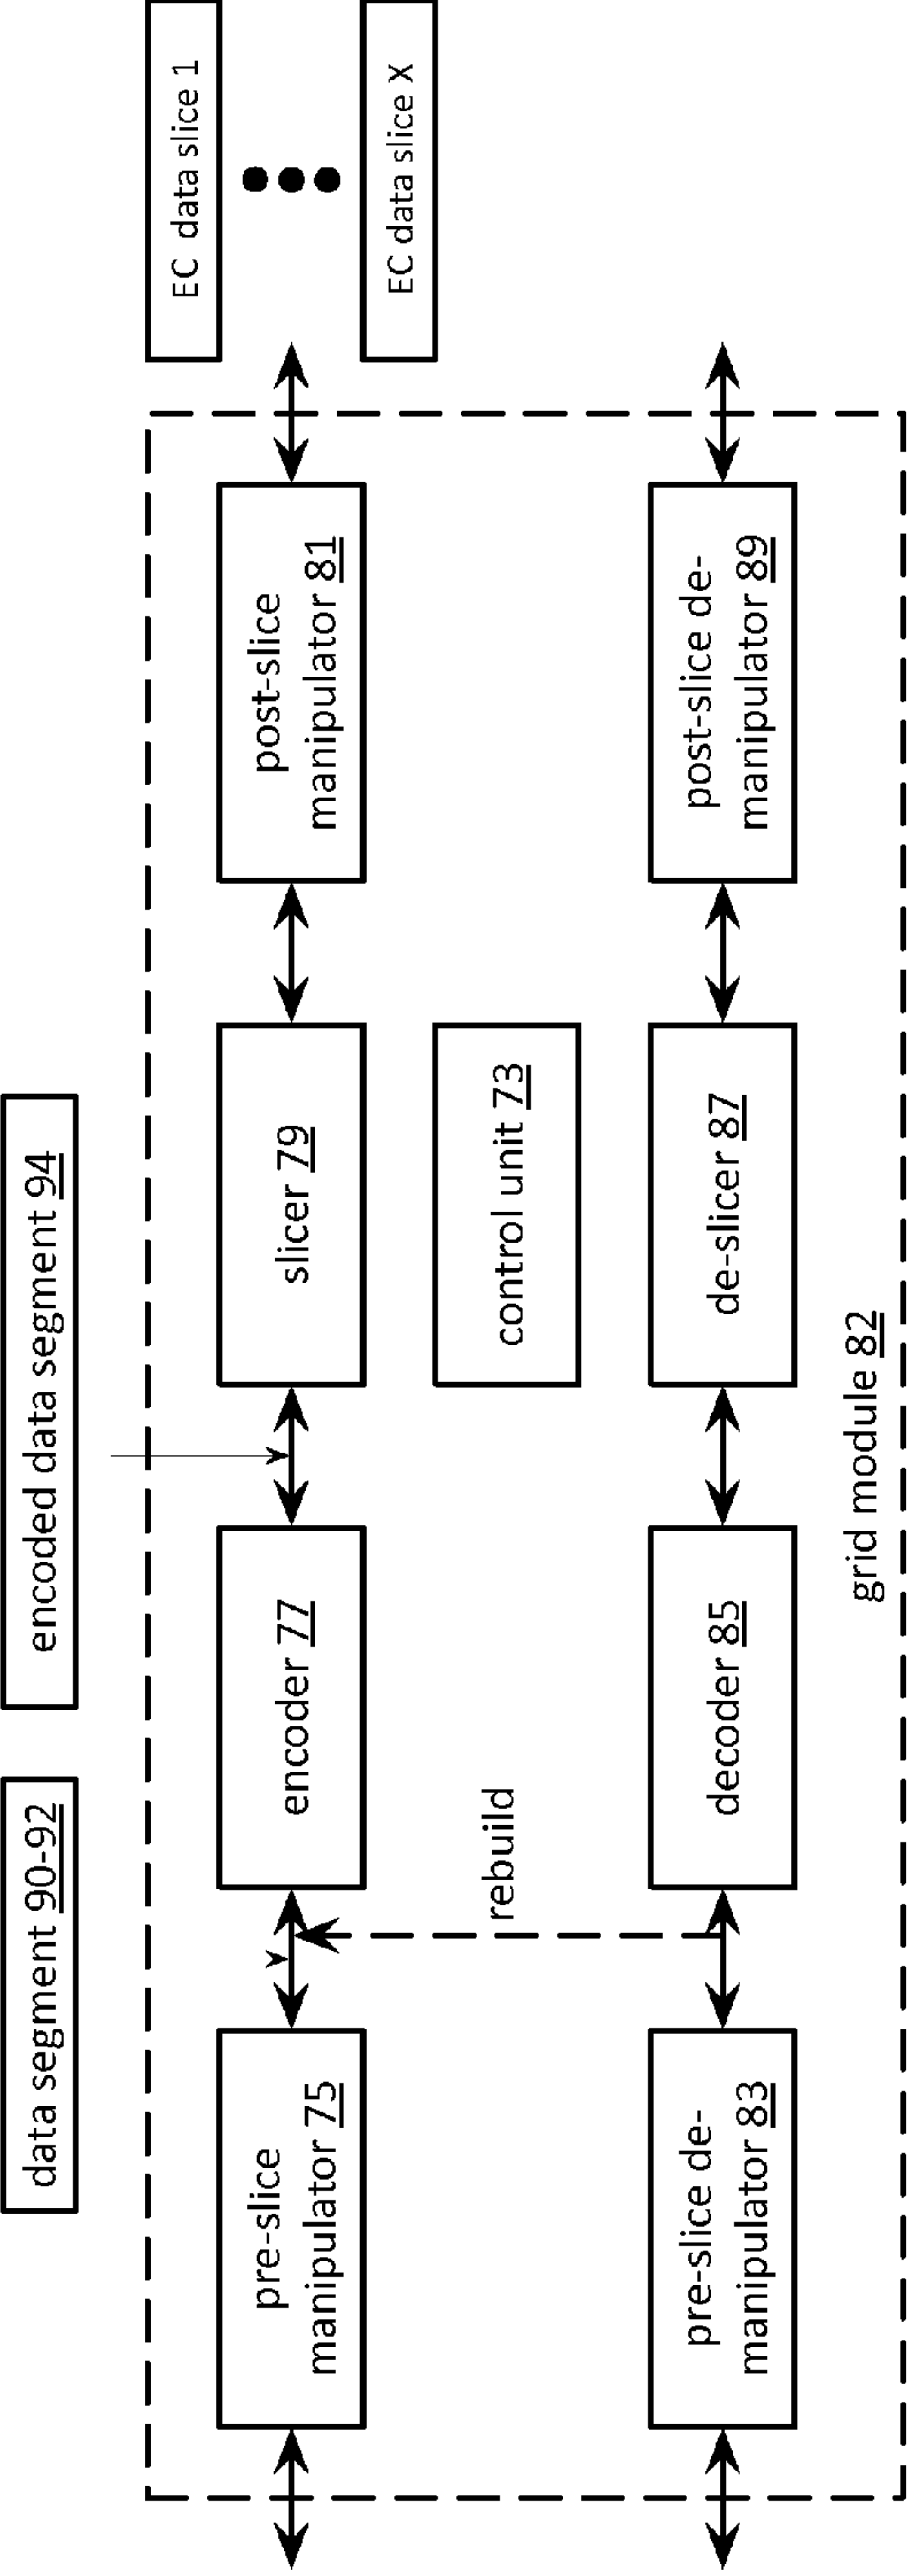 data segment 90-92
encoded data segment 94
EC data slice 1
EC data slice X
pre-slice
manipulator 75
encoder 77
slicer 79
post-slice
manipulator 81
rebuild
control unit 73
pre-slice de-
manipulator 83
decoder 85
de-slicer 87
post-slice de-
manipulator 89
grid module 82